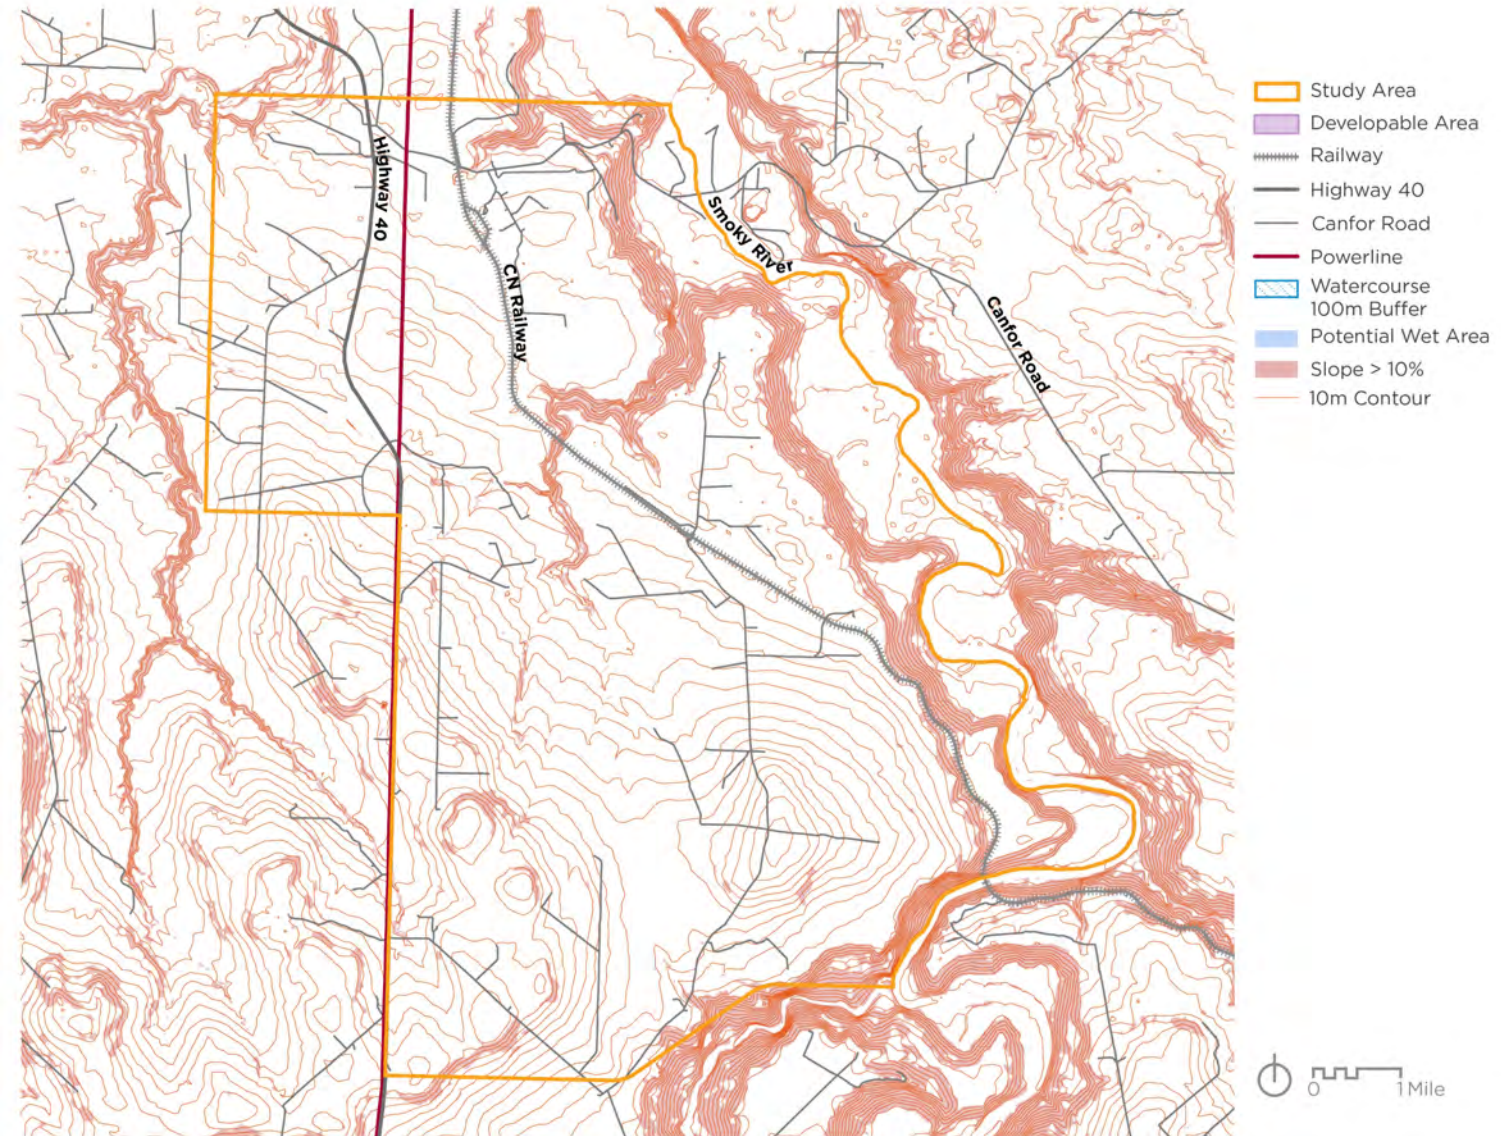 Highway 40
Smoky River
CN Railway
Canfor Road
Study Area
Developable Area
Railway
Highway 40
Canfor Road
Powerline
Watercourse
100m Buffer
Potential Wet Area
Slope > 10%
10m Contour
0 1 Mile